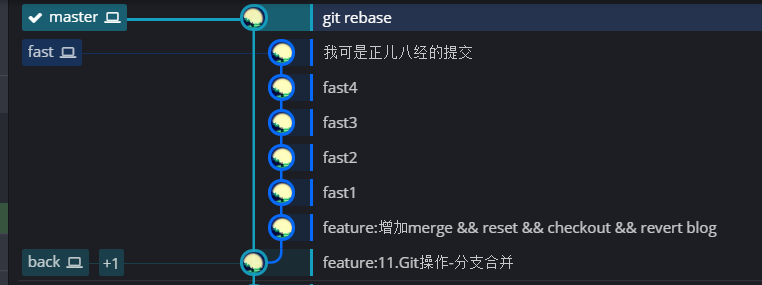 master git rebase
fast 我可是正儿八经的提交
fast4
fast3
fast2
fast1
feature:增加merge && reset && checkout && revert blog
back +1 feature:11.Git操作-分支合并